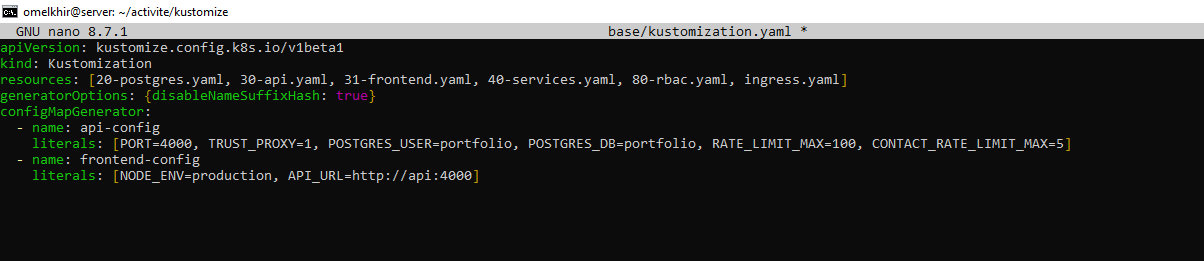 omelkhir@server: ~/activite/kustomize
GNU nano 8.7.1 base/kustomization.yaml *
apiVersion: kustomize.config.k8s.io/v1beta1
kind: Kustomization
resources: [20-postgres.yaml, 30-api.yaml, 31-frontend.yaml, 40-services.yaml, 80-rbac.yaml, ingress.yaml]
generatorOptions: {disableNameSuffixHash: true}
configMapGenerator:
  - name: api-config
    literals: [PORT=4000, TRUST_PROXY=1, POSTGRES_USER=portfolio, POSTGRES_DB=portfolio, RATE_LIMIT_MAX=100, CONTACT_RATE_LIMIT_MAX=5]
  - name: frontend-config
    literals: [NODE_ENV=production, API_URL=http://api:4000]